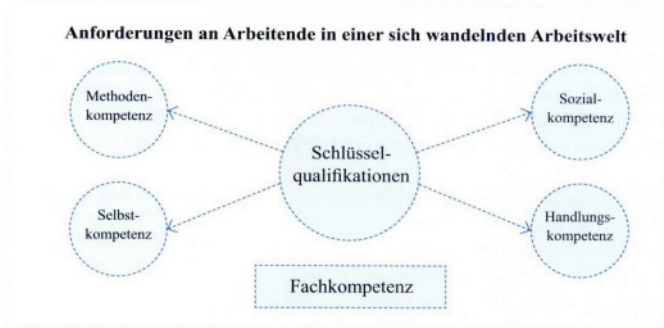 Anforderungen an Arbeitende in einer sich wandelnden Arbeitswelt
Methoden-
kompetenz
Sozial-
kompetenz
Schlüssel-
qualifikationen
Selbst-
kompetenz
Handlungs-
kompetenz
Fachkompetenz